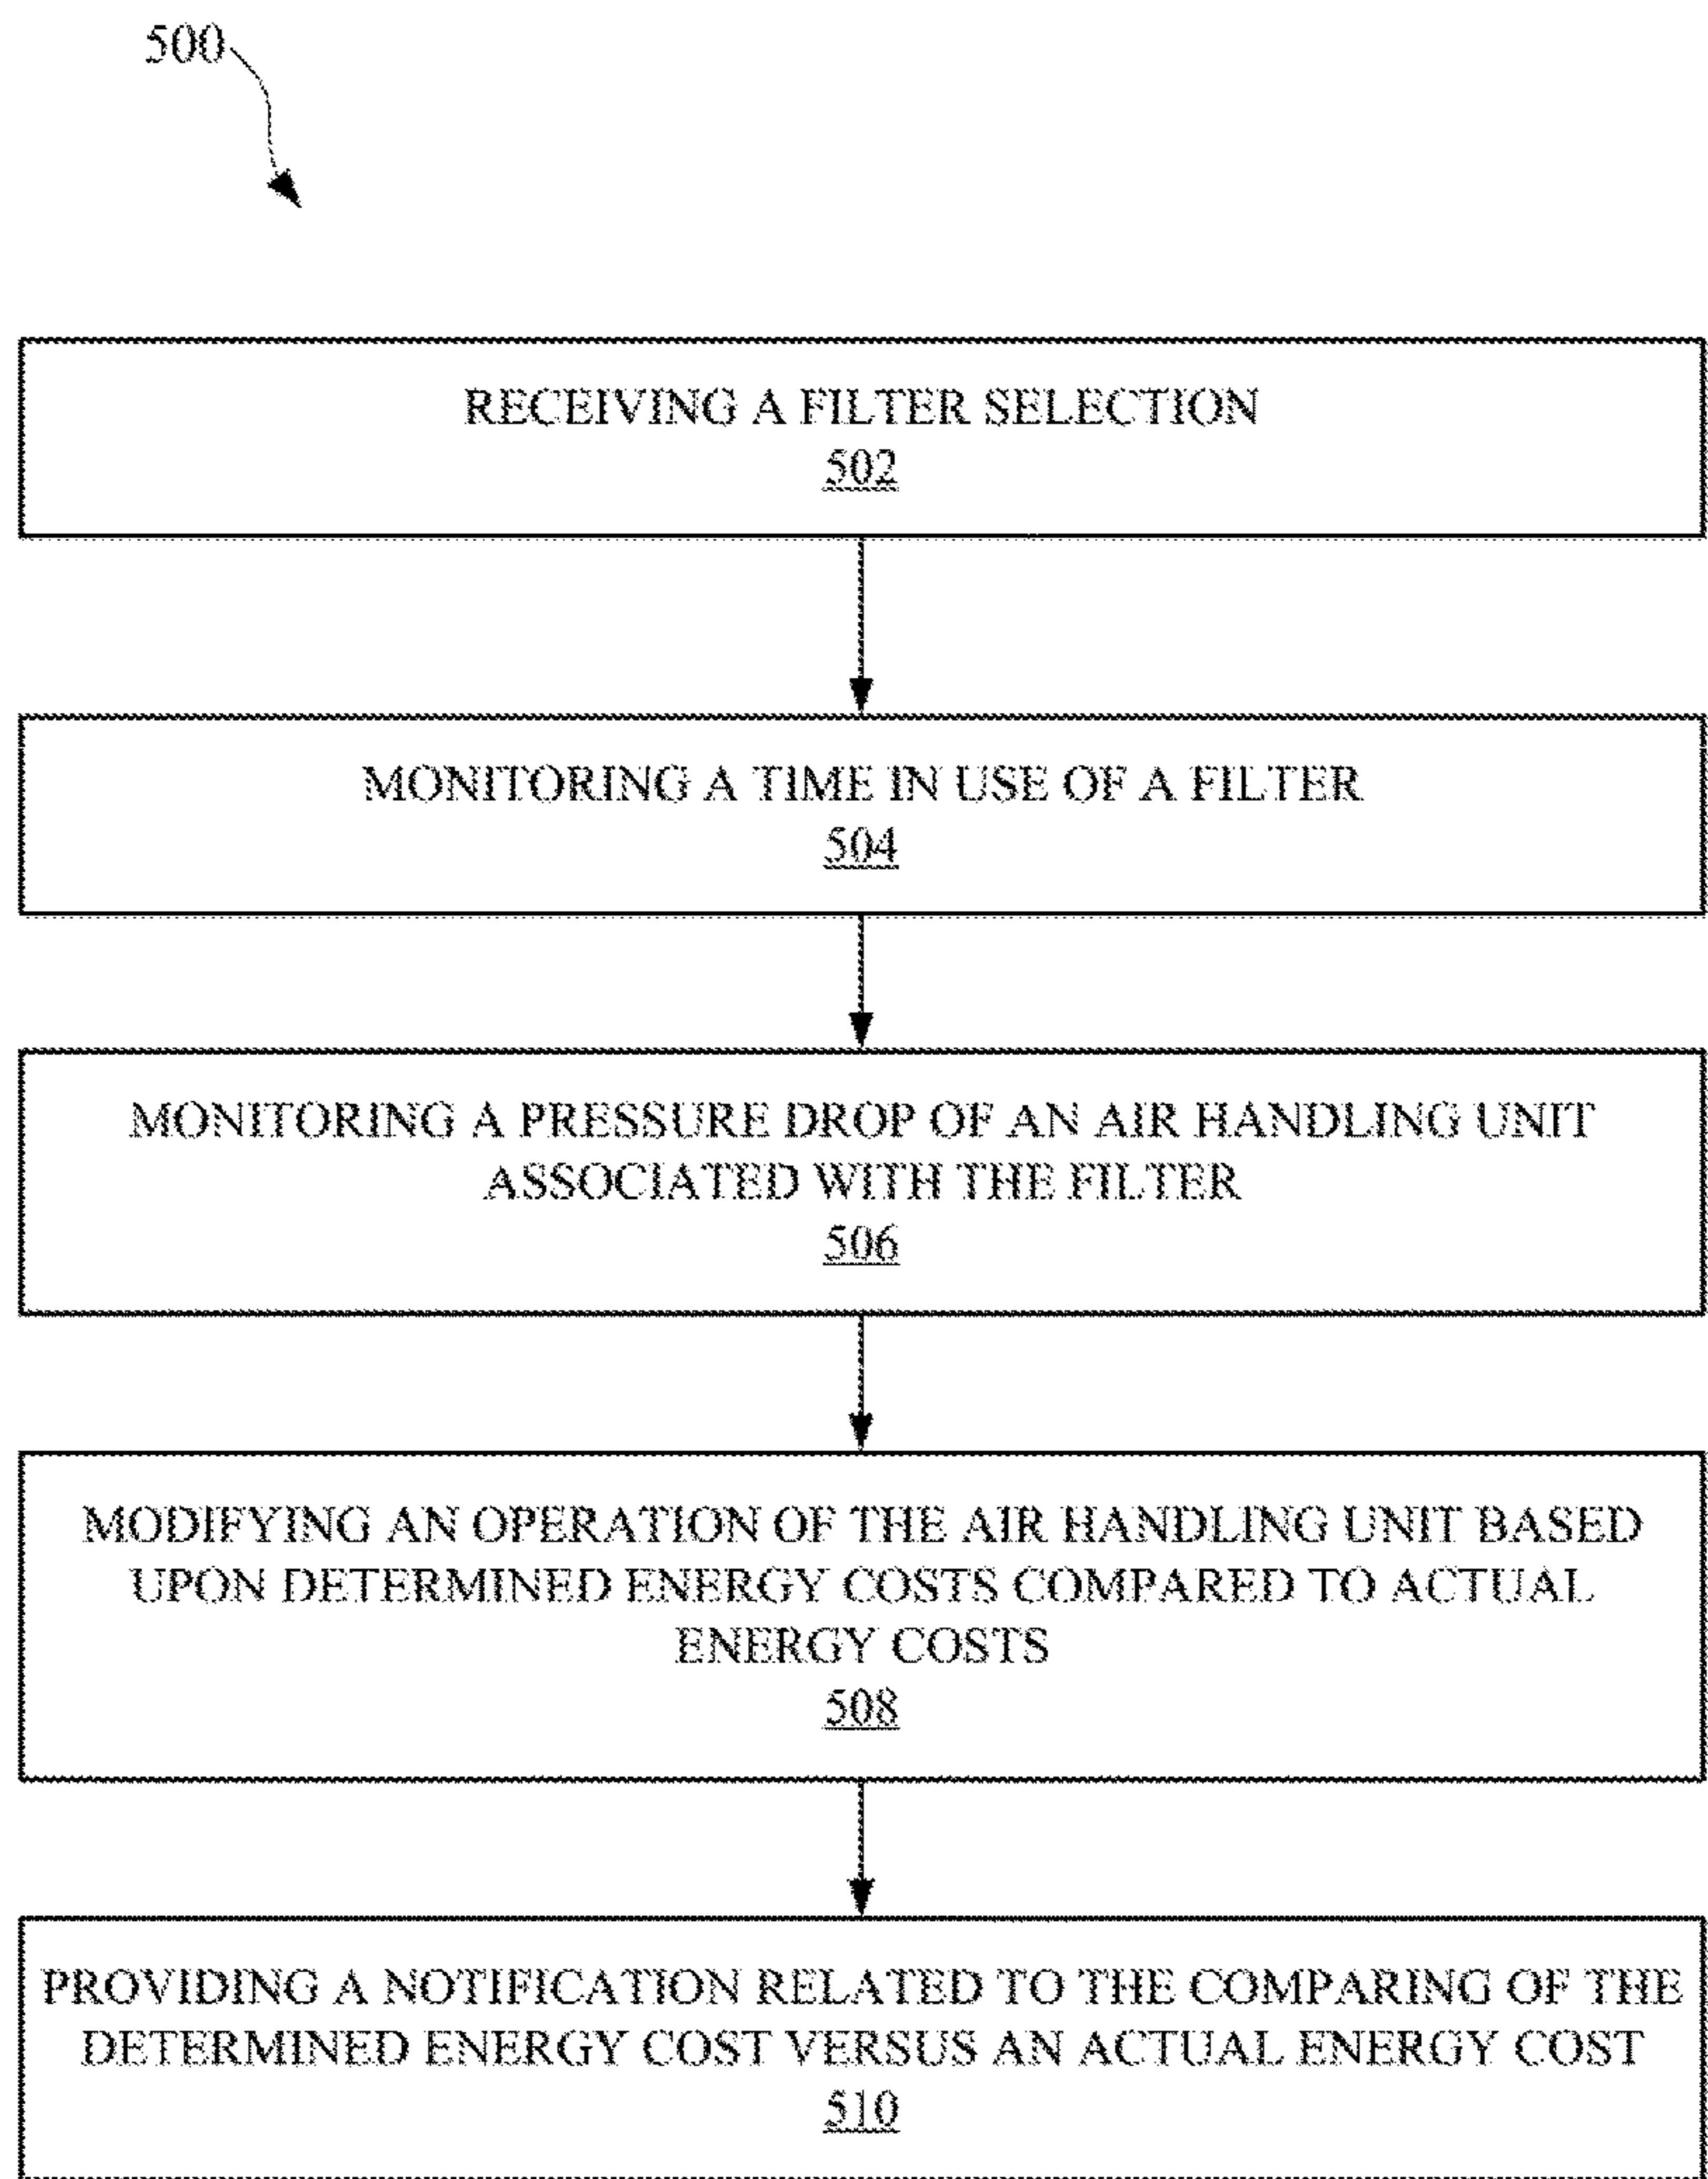 500
RECEIVING A FILTER SELECTION
502
MONITORING A TIME IN USE OF A FILTER
504
MONITORING A PRESSURE DROP OF AN AIR HANDLING UNIT
ASSOCIATED WITH THE FILTER
506
MODIFYING AN OPERATION OF THE AIR HANDLING UNIT BASED
UPON DETERMINED ENERGY COSTS COMPARED TO ACTUAL
ENERGY COSTS
508
PROVIDING A NOTIFICATION RELATED TO THE COMPARING OF THE
DETERMINED ENERGY COST VERSUS AN ACTUAL ENERGY COST
510